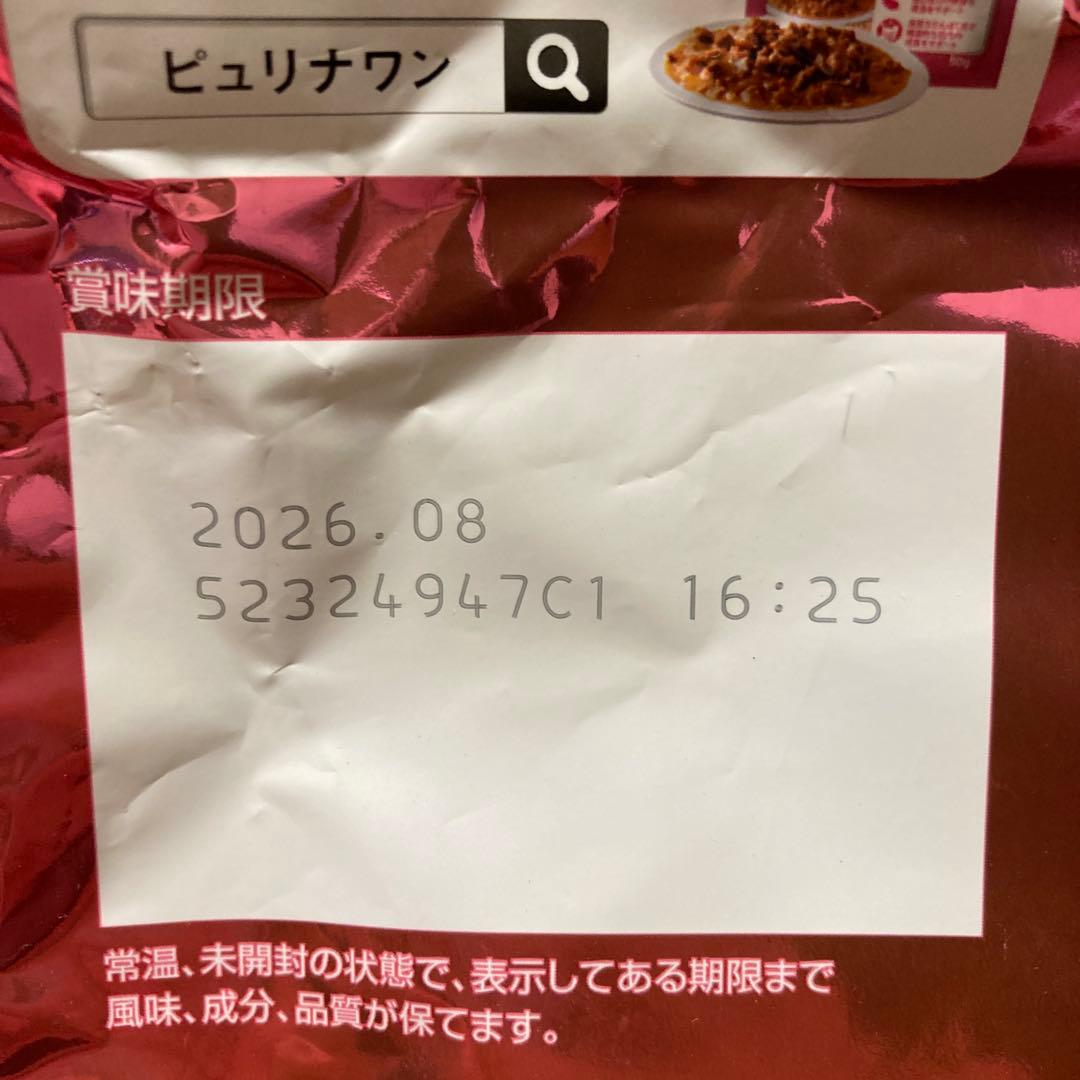 ピュリナワン
賞味期限
2026.08
52324947C1 16:25
常温、未開封の状態で、表示してある期限まで
風味、成分、品質が保てます。